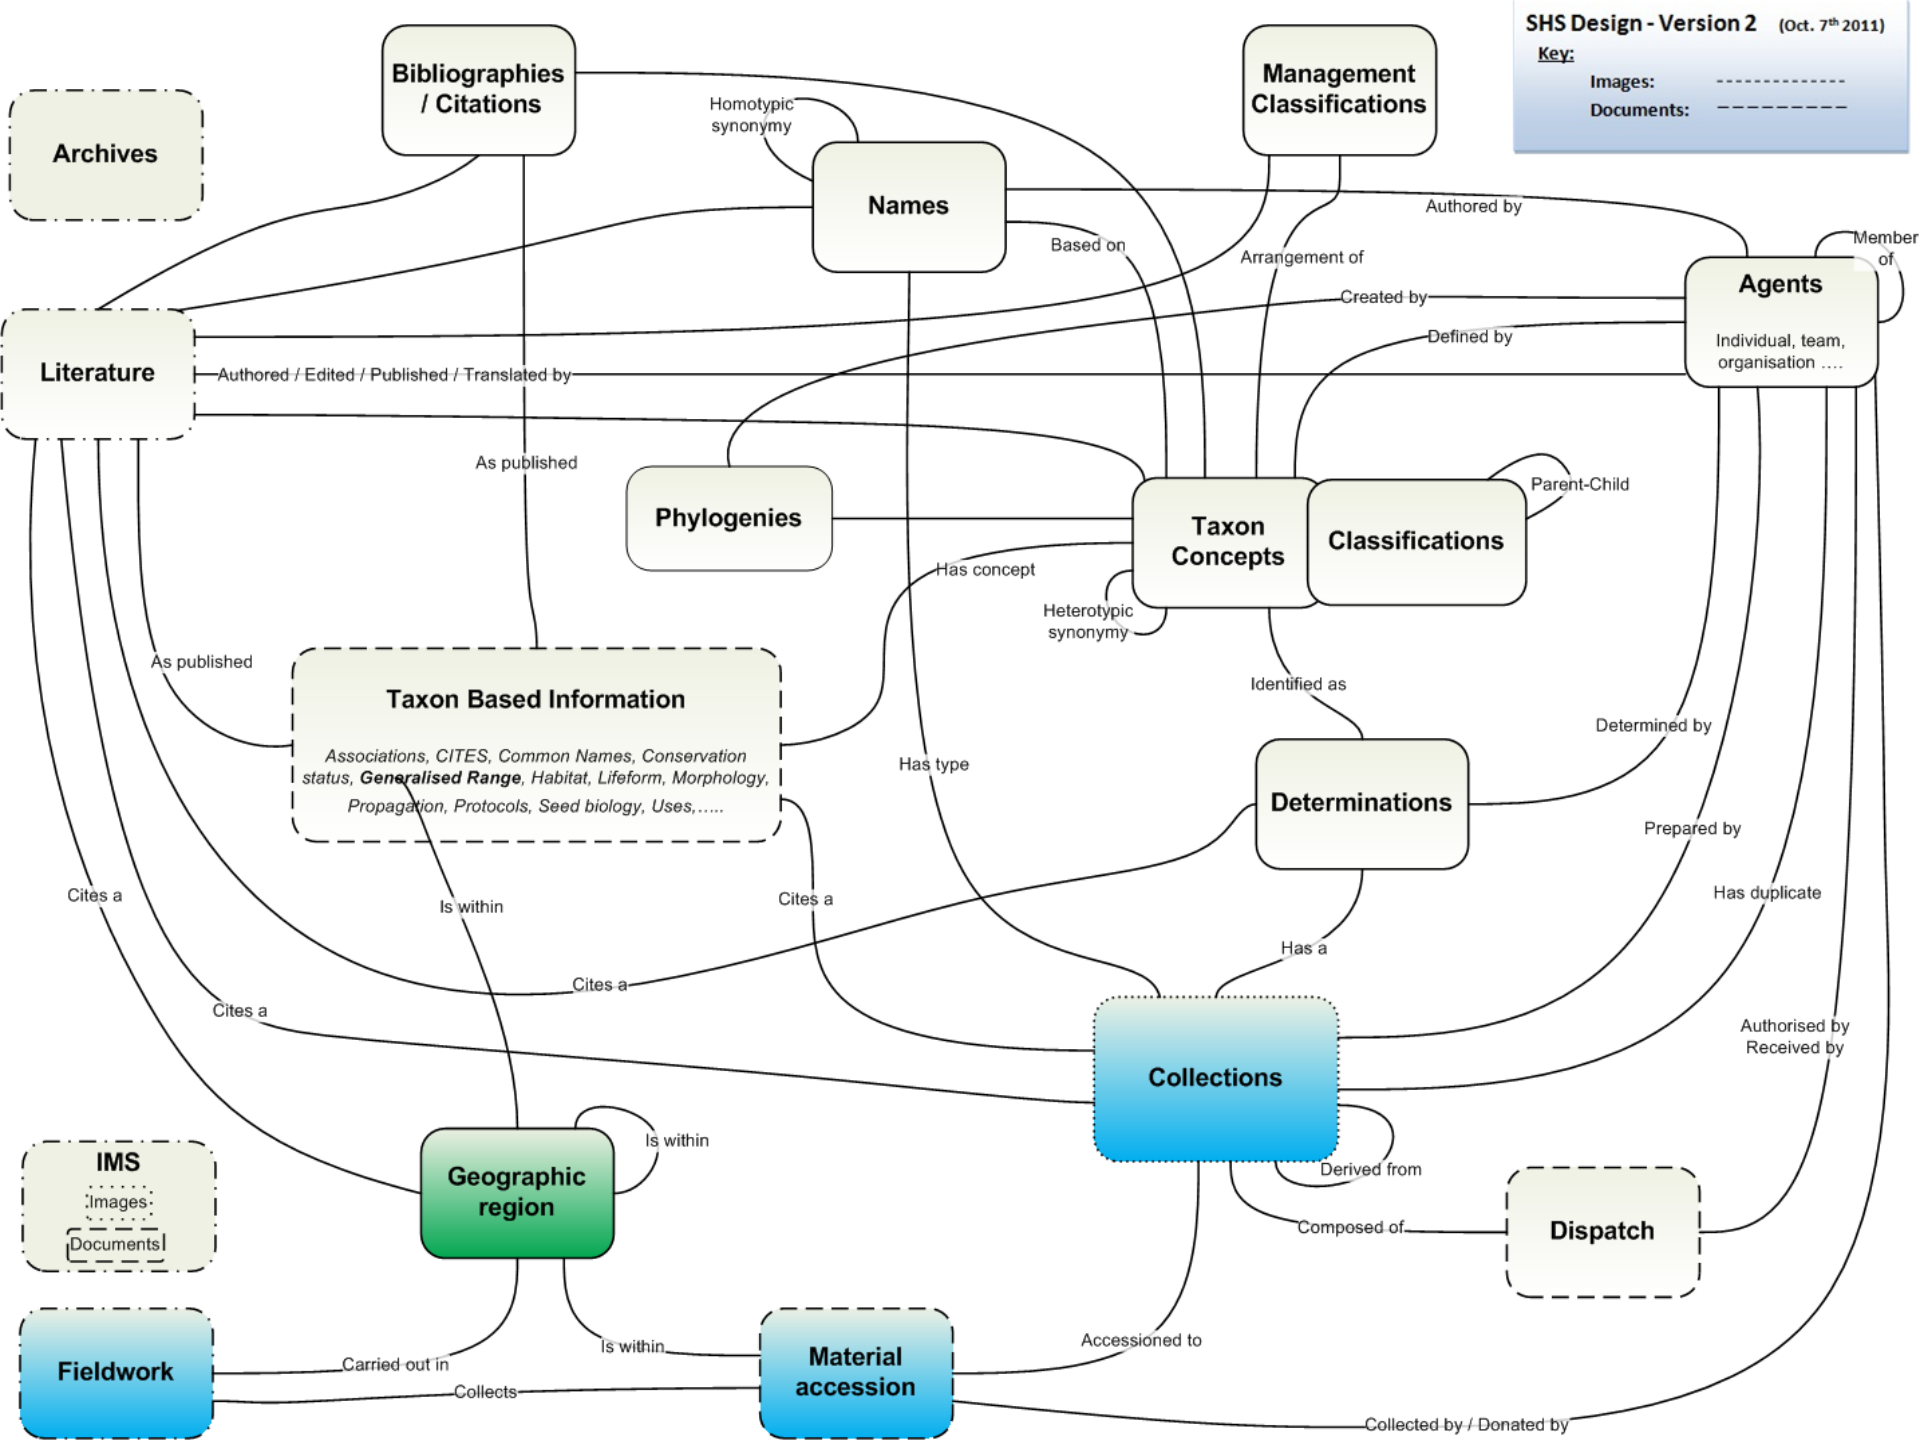 SHS Design - Version 2 (Oct. 7th 2011)
Key:
Images:
Documents:
Bibliographies
/ Citations
Management
Classifications
Archives
Homotypic
synonymy
Names
Authored by
Based on
Arrangement of
Member
of
Agents
Individual, team,
organisation ....
Created by
Defined by
Literature
Authored / Edited / Published / Translated by
As published
Phylogenies
Taxon
Concepts
Classifications
Parent-Child
Has concept
Heterotypic
synonymy
As published
Identified as
Taxon Based Information
Associations, CITES, Common Names, Conservation
status, Generalised Range, Habitat, Lifeform, Morphology,
Propagation, Protocols, Seed biology, Uses,.....
Determined by
Has type
Determinations
Prepared by
Cites a
Is within
Cites a
Has duplicate
Has a
Cites a
Cites a
Authorised by
Received by
Collections
Is within
Derived from
IMS
Images
Documents
Geographic
region
Composed of
Dispatch
Fieldwork
Carried out in
Is within
Collects
Material
accession
Accessioned to
Collected by / Donated by